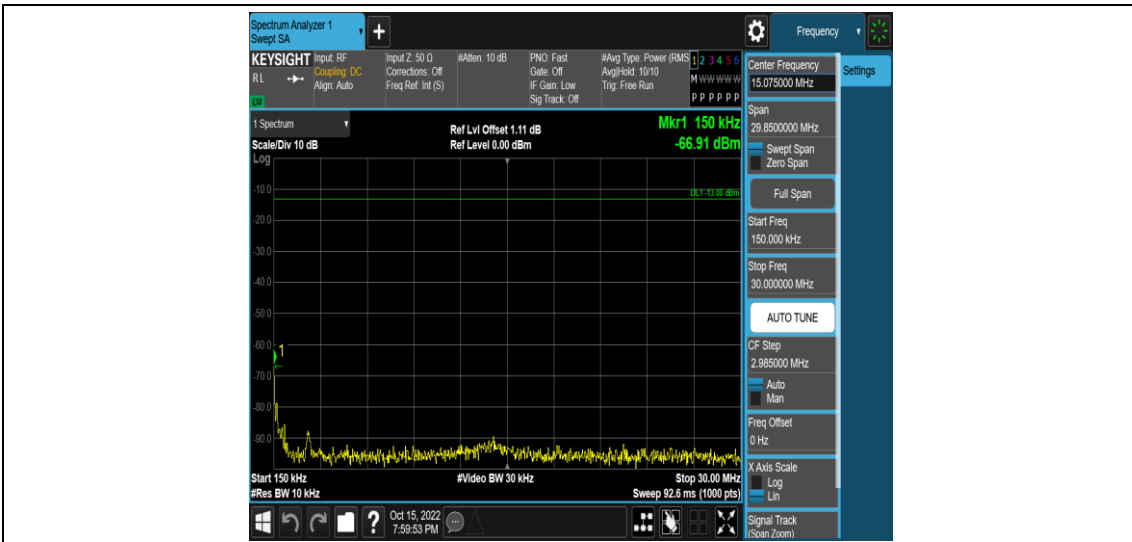 Spectrum Analyzer 1
Swept SA
Frequency
KEYSIGHT
RL
Input: RF
Coupling: DC
Align: Auto
Input Z: 50 Ω
Corrections: Off
Freq Ref: Int (S)
#Atten: 10 dB
PNO: Fast
Gate: Off
IF Gain: Low
Sig Track: Off
#Avg Type: Power (RMS
Avg|Hold: 10/10
Trig: Free Run
1 2 3 4 5 6
M W W W W W
P P P P P P
Center Frequency
15.075000 MHz
Settings
1 Spectrum
Scale/Div 10 dB
Log
Ref Lvl Offset 1.11 dB
Ref Level 0.00 dBm
Mkr1 150 kHz
-66.91 dBm
Span
29.8500000 MHz
Swept Span
Zero Span
Full Span
Start Freq
150.000 kHz
Stop Freq
30.000000 MHz
AUTO TUNE
CF Step
2.985000 MHz
Auto
Man
Freq Offset
0 Hz
X Axis Scale
Log
Lin
Signal Track
(Span Zoom)
DL1 -13.00 dBm
-10.0
-20.0
-30.0
-40.0
-50.0
-60.0
1
-70.0
-80.0
-90.0
Start 150 kHz
#Res BW 10 kHz
#Video BW 30 kHz
Stop 30.00 MHz
Sweep 92.6 ms (1000 pts)
?
Oct 15, 2022
7:59:53 PM